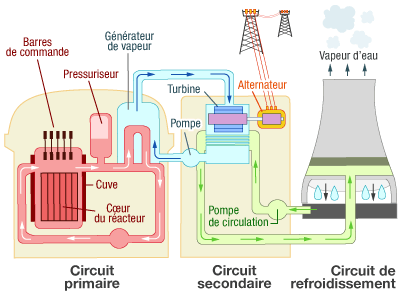 Barres
de commande
Générateur
de vapeur
Pressuriseur
Turbine
Alternateur
Vapeur d'eau
Pompe
Cuve
Cœur
du réacteur
Pompe
de circulation
Circuit
primaire
Circuit
secondaire
Circuit de
refroidissement